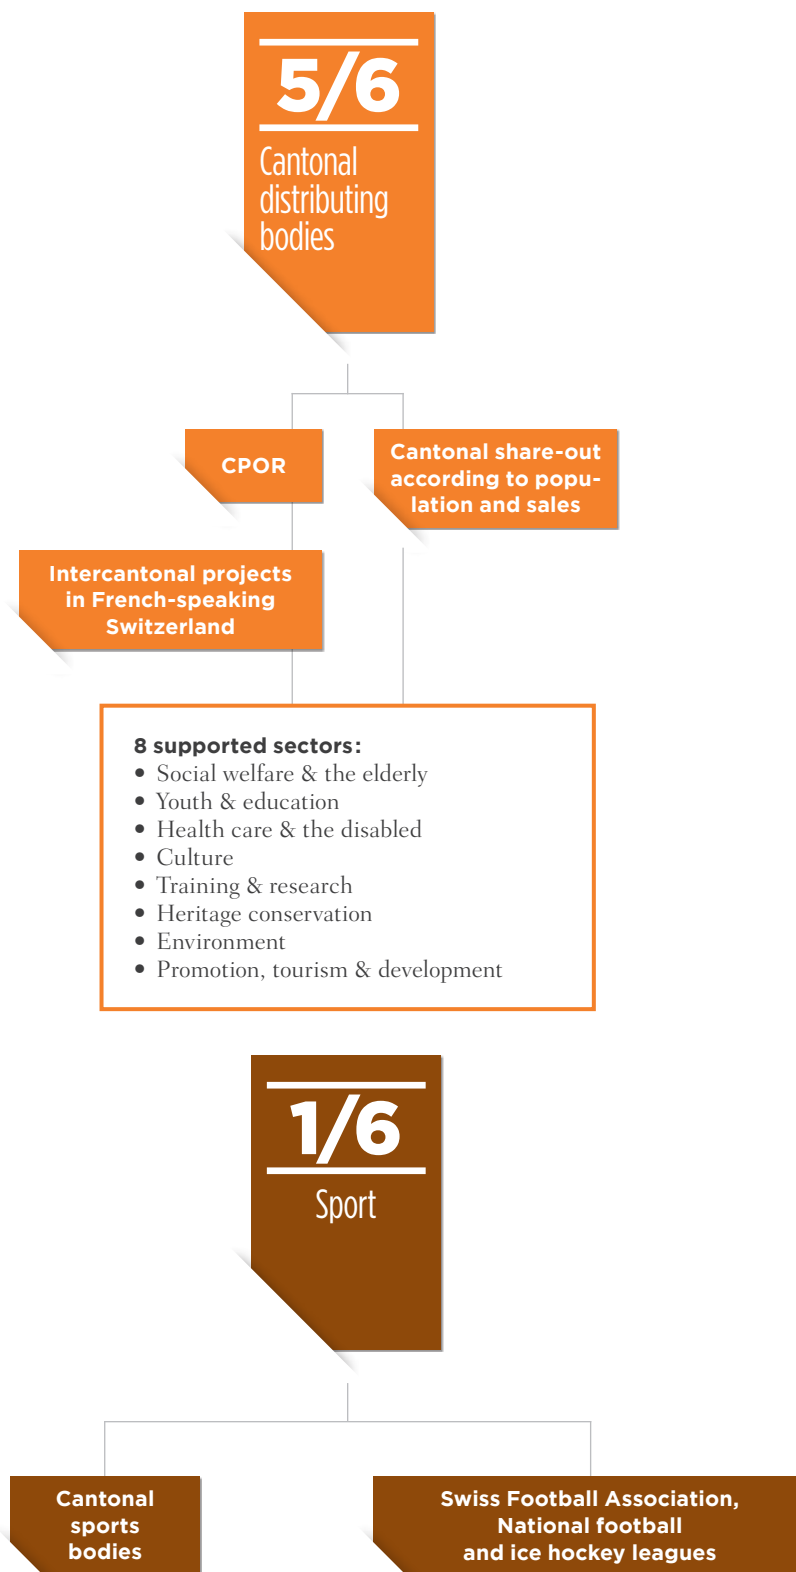 5/6
Cantonal
distributing
bodies
CPOR
Cantonal share-out
according to popu-
lation and sales
Intercantonal projects
in French-speaking
Switzerland
8 supported sectors:
• Social welfare & the elderly
• Youth & education
• Health care & the disabled
• Culture
• Training & research
• Heritage conservation
• Environment
• Promotion, tourism & development
1/6
Sport
Cantonal
sports
bodies
Swiss Football Association,
National football
and ice hockey leagues